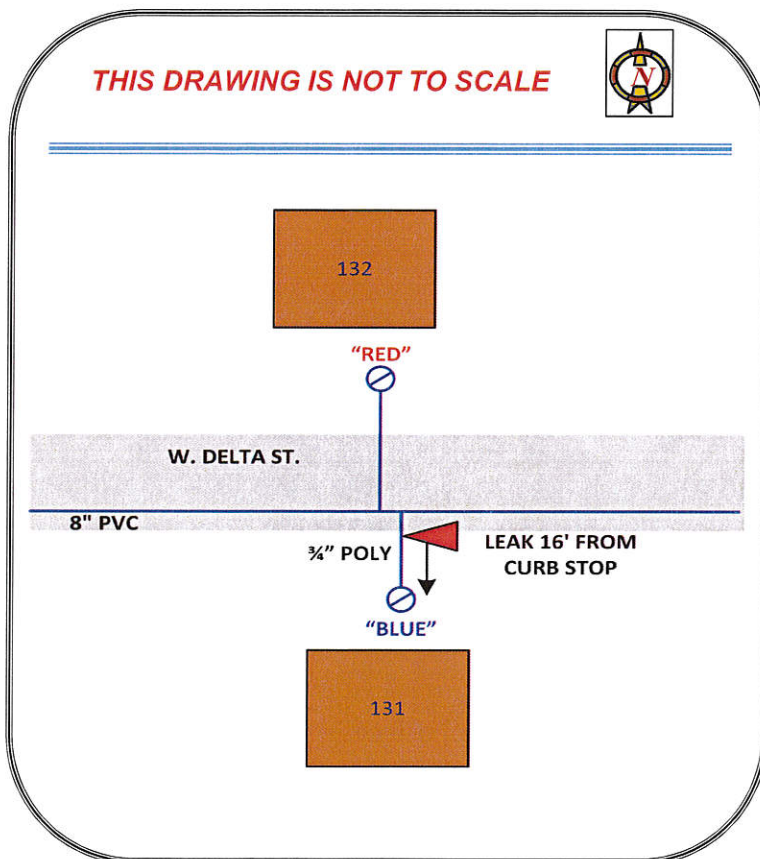 THIS DRAWING IS NOT TO SCALE
N
132
"RED"
W. DELTA ST.
8" PVC
¾" POLY
LEAK 16' FROM
CURB STOP
"BLUE"
131